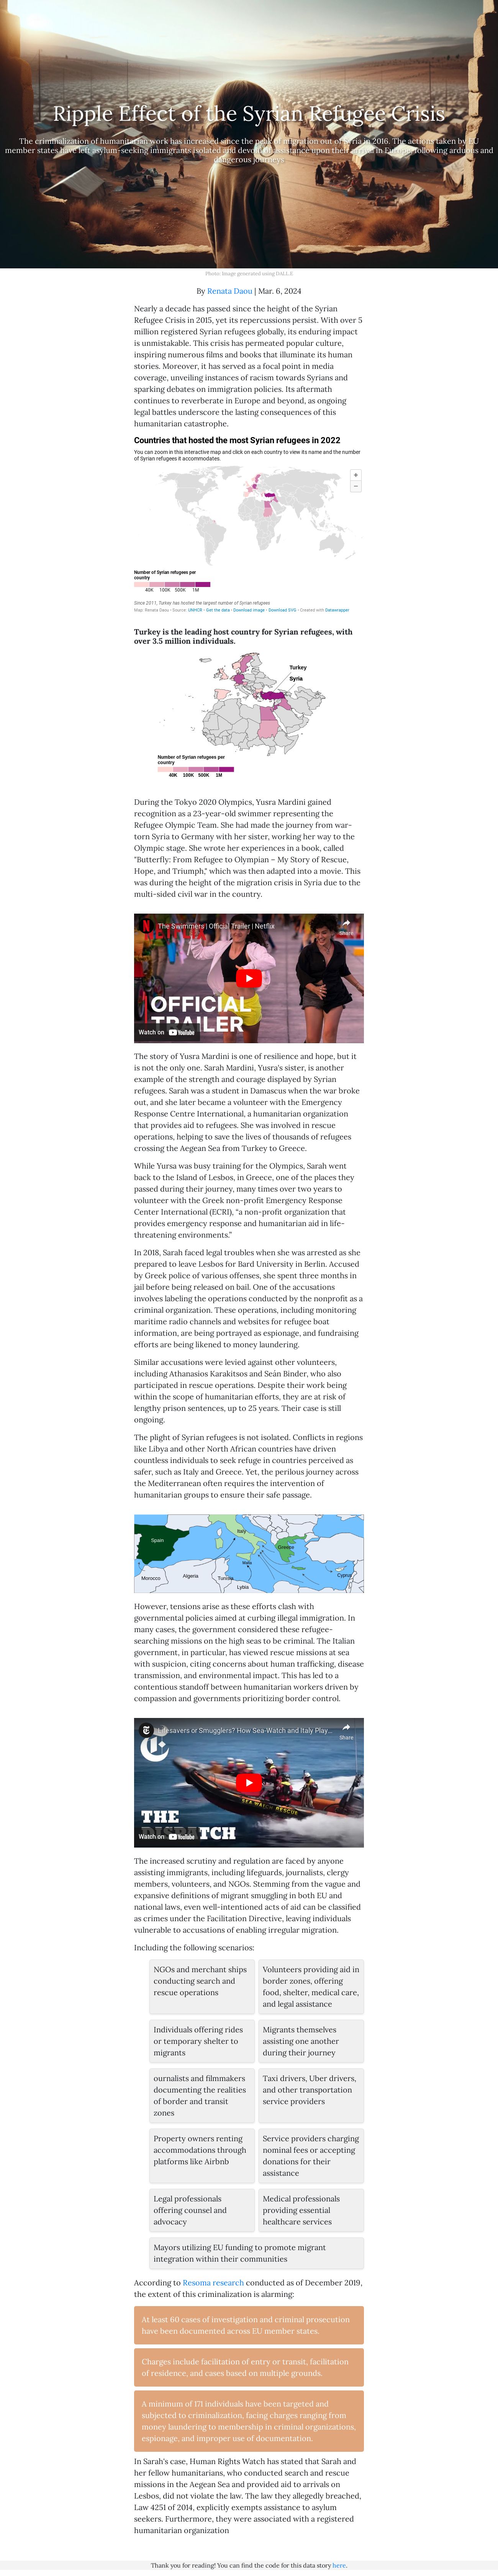 Ripple Effect of the Syrian Refugee Crisis
The criminalization of humanitarian work has increased since the peak of migration out of Syria in 2016. The actions taken by EU
member states have left asylum-seeking immigrants isolated and devoid of assistance upon their arrival in Europe, following arduous and
dangerous journeys.
Photo: Image generated using DALL.E
By Renata Daou | Mar. 6, 2024
Nearly a decade has passed since the height of the Syrian
Refugee Crisis in 2015, yet its repercussions persist. With over 5
million registered Syrian refugees globally, its enduring impact
is unmistakable. This crisis has permeated popular culture,
inspiring numerous films and books that illuminate its human
stories. Moreover, it has served as a focal point in media
coverage, unveiling instances of racism towards Syrians and
sparking debates on immigration policies. Its aftermath
continues to reverberate in Europe and beyond, as ongoing
legal battles underscore the lasting consequences of this
humanitarian catastrophe.
Countries that hosted the most Syrian refugees in 2022
You can zoom in this interactive map and click on each country to view its name and the number
of Syrian refugees it accommodates.
+
−
Number of Syrian refugees per
country
40K 100K 500K 1M
Since 2011, Turkey has hosted the largest number of Syrian refugees
Map: Renata Daou • Source: UNHCR • Get the data • Download image • Download SVG • Created with Datawrapper
Turkey is the leading host country for Syrian refugees, with
over 3.5 million individuals.
Turkey
Syria
Number of Syrian refugees per
country
40K 100K 500K 1M
During the Tokyo 2020 Olympics, Yusra Mardini gained
recognition as a 23-year-old swimmer representing the
Refugee Olympic Team. She had made the journey from war-
torn Syria to Germany with her sister, working her way to the
Olympic stage. She wrote her experiences in a book, called
"Butterfly: From Refugee to Olympian – My Story of Rescue,
Hope, and Triumph," which was then adapted into a movie. This
was during the height of the migration crisis in Syria due to the
multi-sided civil war in the country.
The Swimmers | Official Trailer | Netflix
Share
OFFICIAL
TRAILER
Watch on YouTube
The story of Yusra Mardini is one of resilience and hope, but it
is not the only one. Sarah Mardini, Yusra's sister, is another
example of the strength and courage displayed by Syrian
refugees. Sarah was a student in Damascus when the war broke
out, and she later became a volunteer with the Emergency
Response Centre International, a humanitarian organization
that provides aid to refugees. She was involved in rescue
operations, helping to save the lives of thousands of refugees
crossing the Aegean Sea from Turkey to Greece.
While Yursa was busy training for the Olympics, Sarah went
back to the Island of Lesbos, in Greece, one of the places they
passed during their journey, many times over two years to
volunteer with the Greek non-profit Emergency Response
Center International (ECRI), “a non-profit organization that
provides emergency response and humanitarian aid in life-
threatening environments.”
In 2018, Sarah faced legal troubles when she was arrested as she
prepared to leave Lesbos for Bard University in Berlin. Accused
by Greek police of various offenses, she spent three months in
jail before being released on bail. One of the accusations
involves labeling the operations conducted by the nonprofit as a
criminal organization. These operations, including monitoring
maritime radio channels and websites for refugee boat
information, are being portrayed as espionage, and fundraising
efforts are being likened to money laundering.
Similar accusations were levied against other volunteers,
including Athanasios Karakitsos and Seán Binder, who also
participated in rescue operations. Despite their work being
within the scope of humanitarian efforts, they are at risk of
lengthy prison sentences, up to 25 years. Their case is still
ongoing.
The plight of Syrian refugees is not isolated. Conflicts in regions
like Libya and other North African countries have driven
countless individuals to seek refuge in countries perceived as
safer, such as Italy and Greece. Yet, the perilous journey across
the Mediterranean often requires the intervention of
humanitarian groups to ensure their safe passage.
Spain
Italy
Greece
Malta
Cyprus
Morocco
Algeria
Tunisia
Lybia
However, tensions arise as these efforts clash with
governmental policies aimed at curbing illegal immigration. In
many cases, the government considered these refugee-
searching missions on the high seas to be criminal. The Italian
government, in particular, has viewed rescue missions at sea
with suspicion, citing concerns about human trafficking, disease
transmission, and environmental impact. This has led to a
contentious standoff between humanitarian workers driven by
compassion and governments prioritizing border control.
Lifesavers or Smugglers? How Sea-Watch and Italy Play...
Share
SEA WATCH RESCUE
THE
DISPATCH
Watch on YouTube
The increased scrutiny and regulation are faced by anyone
assisting immigrants, including lifeguards, journalists, clergy
members, volunteers, and NGOs. Stemming from the vague and
expansive definitions of migrant smuggling in both EU and
national laws, even well-intentioned acts of aid can be classified
as crimes under the Facilitation Directive, leaving individuals
vulnerable to accusations of enabling irregular migration.
Including the following scenarios:
NGOs and merchant ships
conducting search and
rescue operations
Volunteers providing aid in
border zones, offering
food, shelter, medical care,
and legal assistance
Individuals offering rides
or temporary shelter to
migrants
Migrants themselves
assisting one another
during their journey
ournalists and filmmakers
documenting the realities
of border and transit
zones
Taxi drivers, Uber drivers,
and other transportation
service providers
Property owners renting
accommodations through
platforms like Airbnb
Service providers charging
nominal fees or accepting
donations for their
assistance
Legal professionals
offering counsel and
advocacy
Medical professionals
providing essential
healthcare services
Mayors utilizing EU funding to promote migrant
integration within their communities
According to Resoma research conducted as of December 2019,
the extent of this criminalization is alarming:
At least 60 cases of investigation and criminal prosecution
have been documented across EU member states.
Charges include facilitation of entry or transit, facilitation
of residence, and cases based on multiple grounds.
A minimum of 171 individuals have been targeted and
subjected to criminalization, facing charges ranging from
money laundering to membership in criminal organizations,
espionage, and improper use of documentation.
In Sarah's case, Human Rights Watch has stated that Sarah and
her fellow humanitarians, who conducted search and rescue
missions in the Aegean Sea and provided aid to arrivals on
Lesbos, did not violate the law. The law they allegedly breached,
Law 4251 of 2014, explicitly exempts assistance to asylum
seekers. Furthermore, they were associated with a registered
humanitarian organization
Thank you for reading! You can find the code for this data story here.